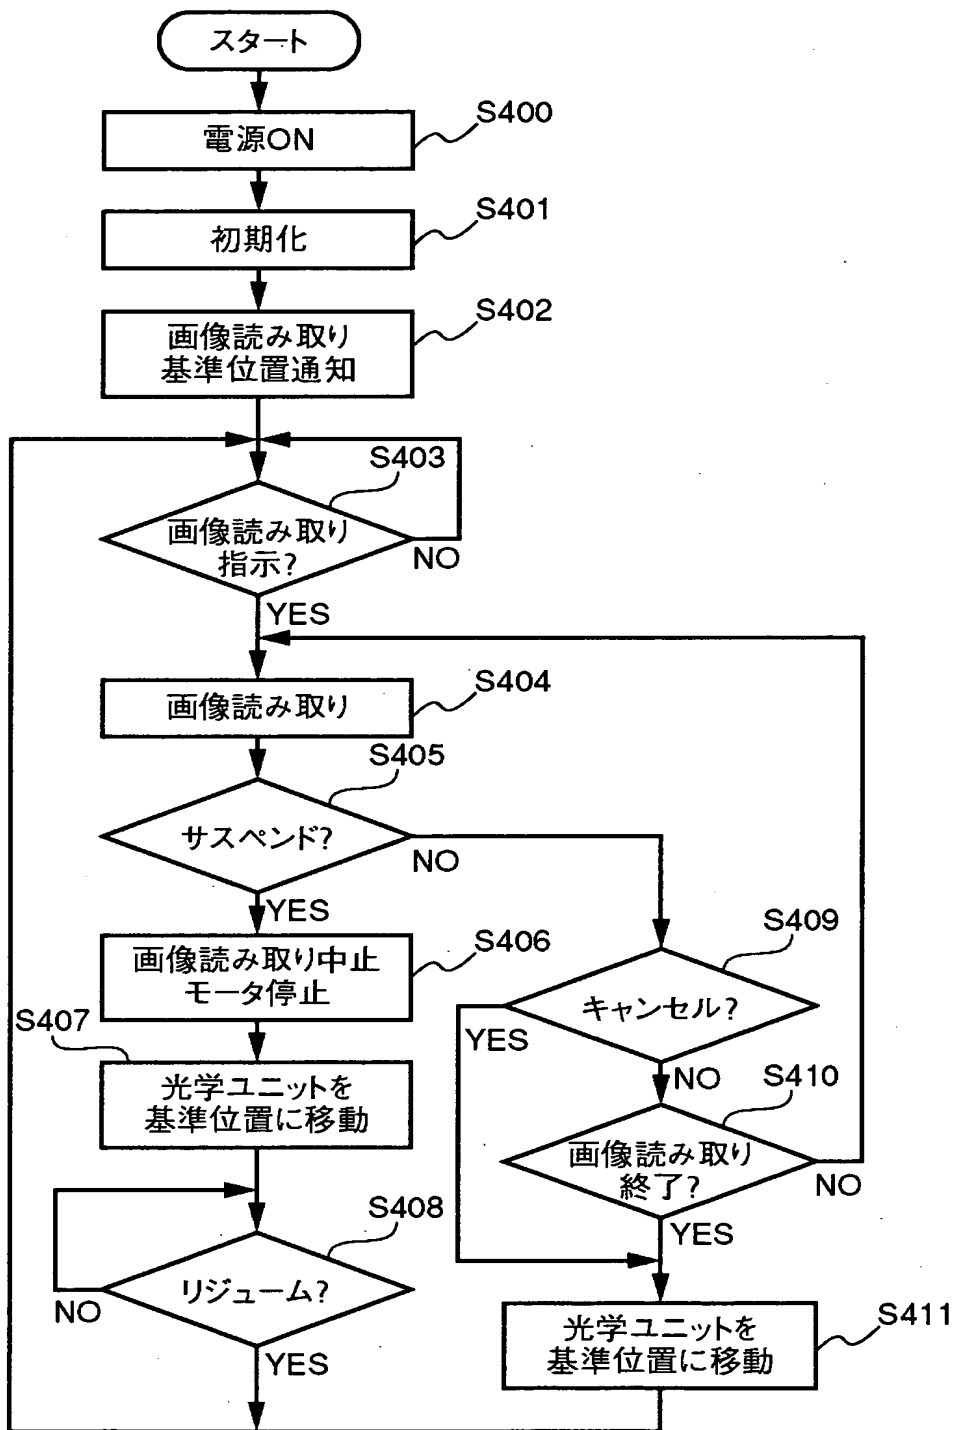 スタート
電源ON
S400
初期化
S401
画像読み取り
基準位置通知
S402
S403
画像読み取り
指示?
NO
YES
画像読み取り
S404
S405
サスペンド?
NO
YES
画像読み取り中止
モータ停止
S406
S409
キャンセル?
YES
NO
S407
光学ユニットを
基準位置に移動
S410
画像読み取り
終了?
NO
YES
S408
リジューム?
NO
YES
光学ユニットを
基準位置に移動
S411